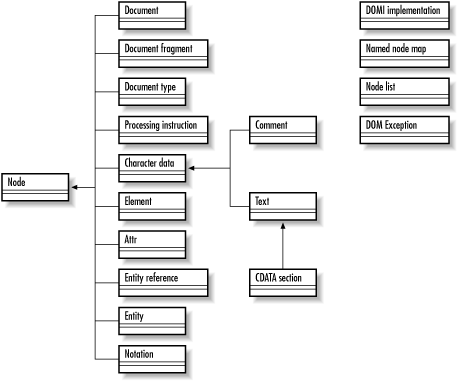 Document
DOMI implementation
Document fragment
Named node map
Document type
Node list
Processing instruction
Comment
DOM Exception
Character data
Node
Element
Text
Attr
Entity reference
CDATA section
Entity
Notation